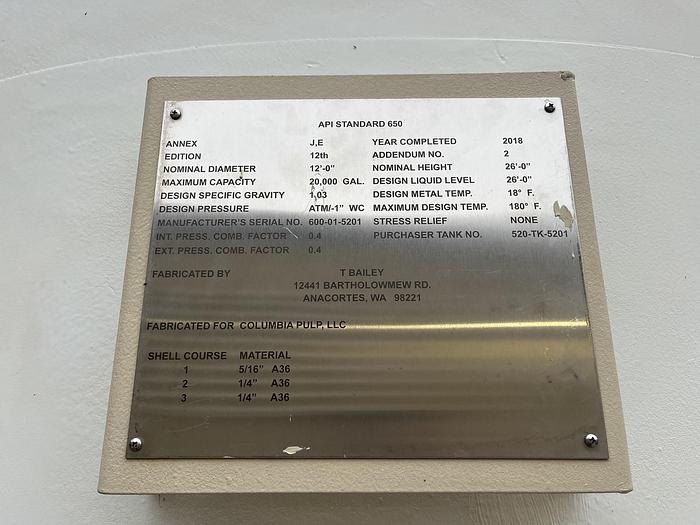 API STANDARD 650
ANNEX J,E YEAR COMPLETED 2018
EDITION 12th ADDENDUM NO. 2
NOMINAL DIAMETER 12'-0" NOMINAL HEIGHT 26'-0"
MAXIMUM CAPACITY 20,000 GAL. DESIGN LIQUID LEVEL 26'-0"
DESIGN SPECIFIC GRAVITY 1.03 DESIGN METAL TEMP. 18° F.
DESIGN PRESSURE ATM/-1" WC MAXIMUM DESIGN TEMP. 180° F.
MANUFACTURER'S SERIAL NO. 600-01-5201 STRESS RELIEF NONE
INT. PRESS. COMB. FACTOR 0.4 PURCHASER TANK NO. 520-TK-5201
EXT. PRESS. COMB. FACTOR 0.4
FABRICATED BY T BAILEY
12441 BARTHOLOWMEW RD.
ANACORTES, WA 98221
FABRICATED FOR COLUMBIA PULP, LLC
SHELL COURSE MATERIAL
1 5/16" A36
2 1/4" A36
3 1/4" A36